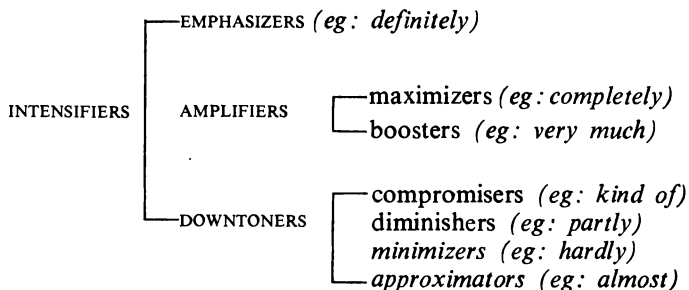 EMPHASIZERS (eg: definitely)
maximizers (eg: completely)
INTENSIFIERS AMPLIFIERS
boosters (eg: very much)
compromisers (eg: kind of)
diminishers (eg: partly)
DOWNTONERS
minimizers (eg: hardly)
approximators (eg: almost)